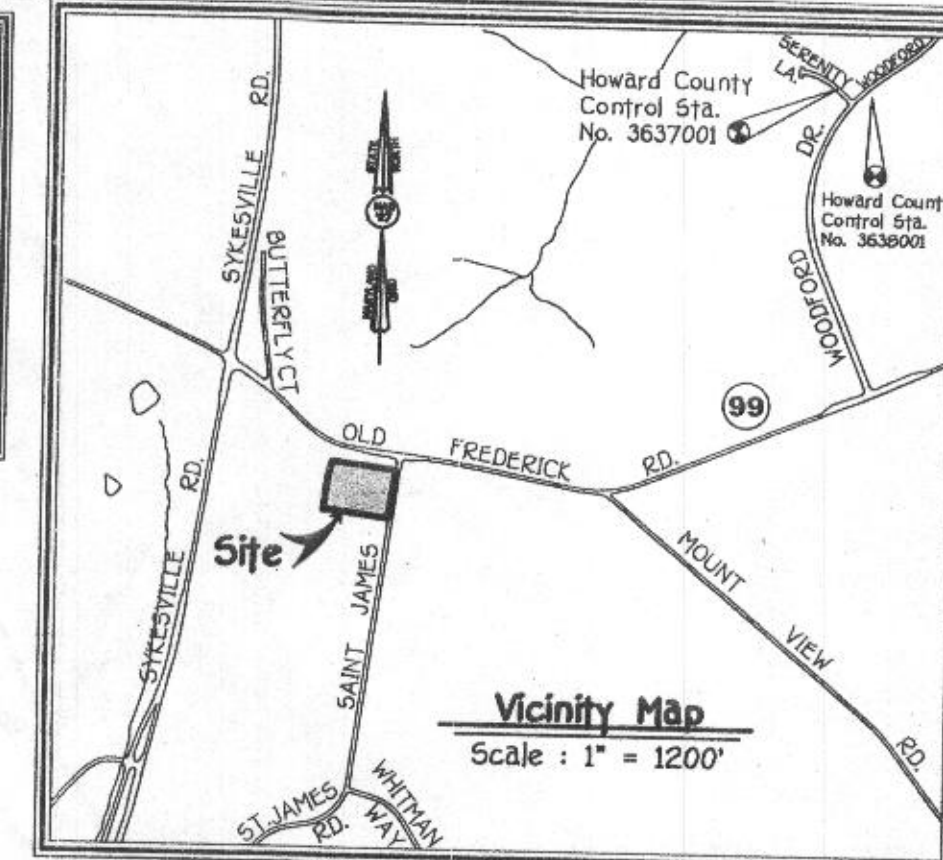 SYKESVILLE RD.
BUTTERFLY CT
Howard County
Control Sta.
No. 3637001
SERENITY
LA.
WOODFORD
DR.
WOODFORD
Howard Count
Control Sta.
No. 3638001
99
OLD FREDERICK RD.
Site
SYKESVILLE RD.
SAINT JAMES
MOUNT VIEW RD.
Vicinity Map
Scale : 1" = 1200'
ST. JAMES
RD.
WHITMAN
WAY